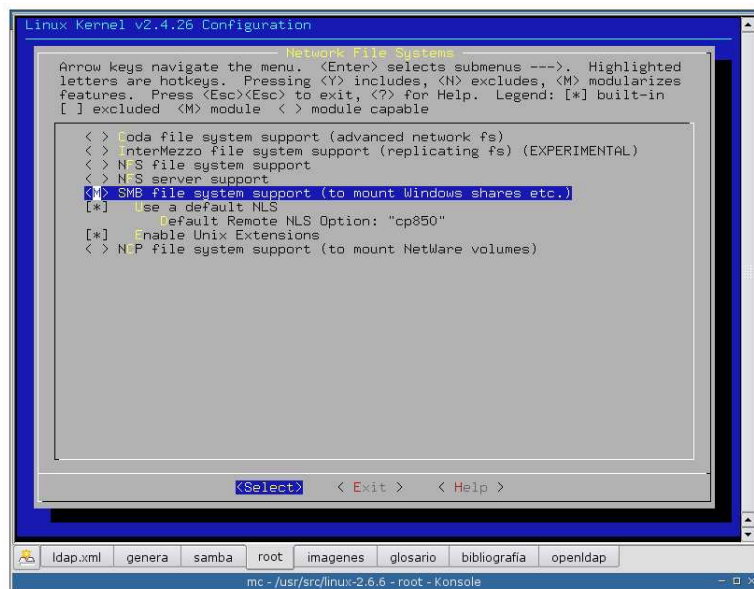 Linux Kernel v2.4.26 Configuration
Network File Systems
Arrow keys navigate the menu.  <Enter> selects submenus --->.  Highlighted
letters are hotkeys.  Pressing <Y> includes, <N> excludes, <M> modularizes
features.  Press <Esc><Esc> to exit, <?> for Help.  Legend: [*] built-in
[ ] excluded  <M> module  < > module capable
< > Coda file system support (advanced network fs)
< > InterMezzo file system support (replicating fs) (EXPERIMENTAL)
< > NFS file system support
< > NFS server support
<M> SMB file system support (to mount Windows shares etc.)
[*]   Use a default NLS
Default Remote NLS Option: "cp850"
[*]   Enable Unix Extensions
< > NCP file system support (to mount NetWare volumes)
<Select>    < Exit >    < Help >
ldap.xml genera samba root imagenes glosario bibliografía openldap
mc - /usr/src/linux-2.6.6 - root - Konsole